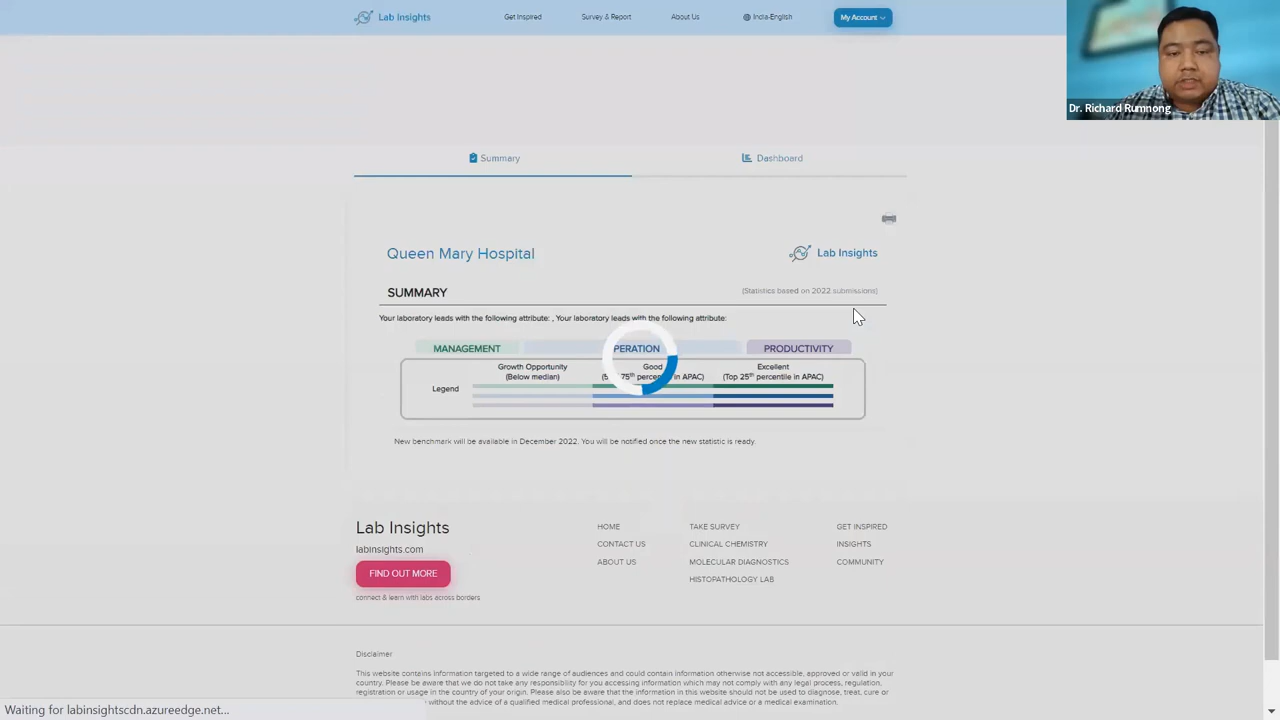 Lab Insights
Get Inspired
Survey & Report
About Us
India-English
My Account
Dr. Richard Rumnong
Summary
Dashboard
Queen Mary Hospital
Lab Insights
SUMMARY
(Statistics based on 2022 submissions)
Your laboratory leads with the following attribute: , Your laboratory leads with the following attribute:
MANAGEMENT
PERATION
PRODUCTIVITY
Growth Opportunity
(Below median)
Good
75th percentile in APAC)
Excellent
(Top 25th percentile in APAC)
Legend
New benchmark will be available in December 2022. You will be notified once the new statistic is ready.
Lab Insights
labinsights.com
FIND OUT MORE
connect & learn with labs across borders
HOME
CONTACT US
ABOUT US
TAKE SURVEY
CLINICAL CHEMISTRY
MOLECULAR DIAGNOSTICS
HISTOPATHOLOGY LAB
GET INSPIRED
INSIGHTS
COMMUNITY
Disclaimer
This website contains information targeted to a wide range of audiences and could contain information otherwise not accessible, approved or valid in your
country. Please be aware that we do not take any responsibility for you accessing information which may not comply with any legal process, regulation,
registration or usage in the country of your origin. Please also be aware that the information in this website should not be used to diagnose, treat, cure or
without the advice of a qualified medical professional, and does not replace medical advice or a medical examination.
Waiting for labinsightscdn.azureedge.net...